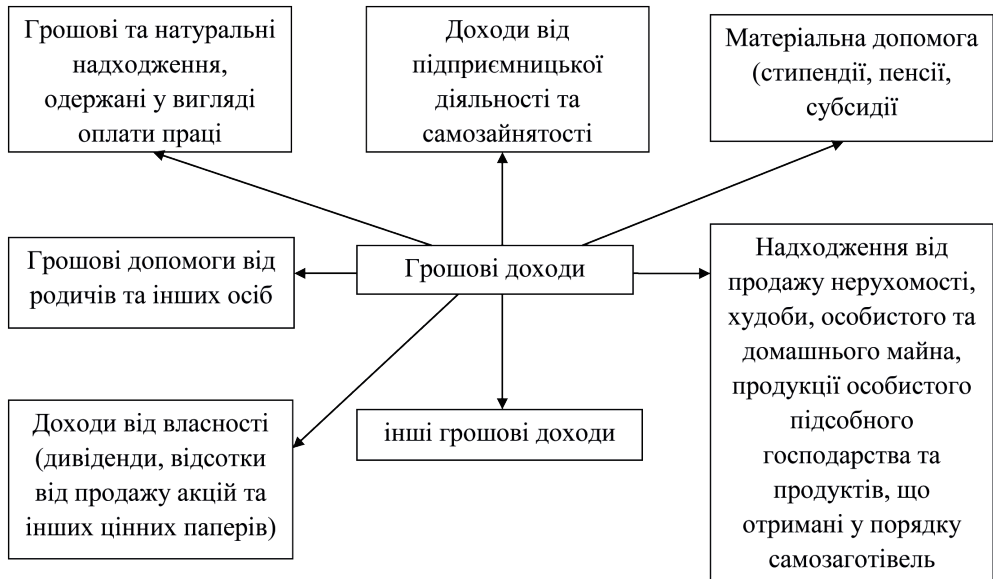 Грошові та натуральні
надходження,
одержані у вигляді
оплати праці
Доходи від
підприємницької
діяльності та
самозайнятості
Матеріальна допомога
(стипендії, пенсії,
субсидії
Грошові допомоги від
родичів та інших осіб
Грошові доходи
Надходження від
продажу нерухомості,
худоби, особистого та
домашнього майна,
продукції особистого
підсобного
господарства та
продуктів, що
отримані у порядку
самозаготівель
Доходи від власності
(дивіденди, відсотки
від продажу акцій та
інших цінних паперів)
інші грошові доходи